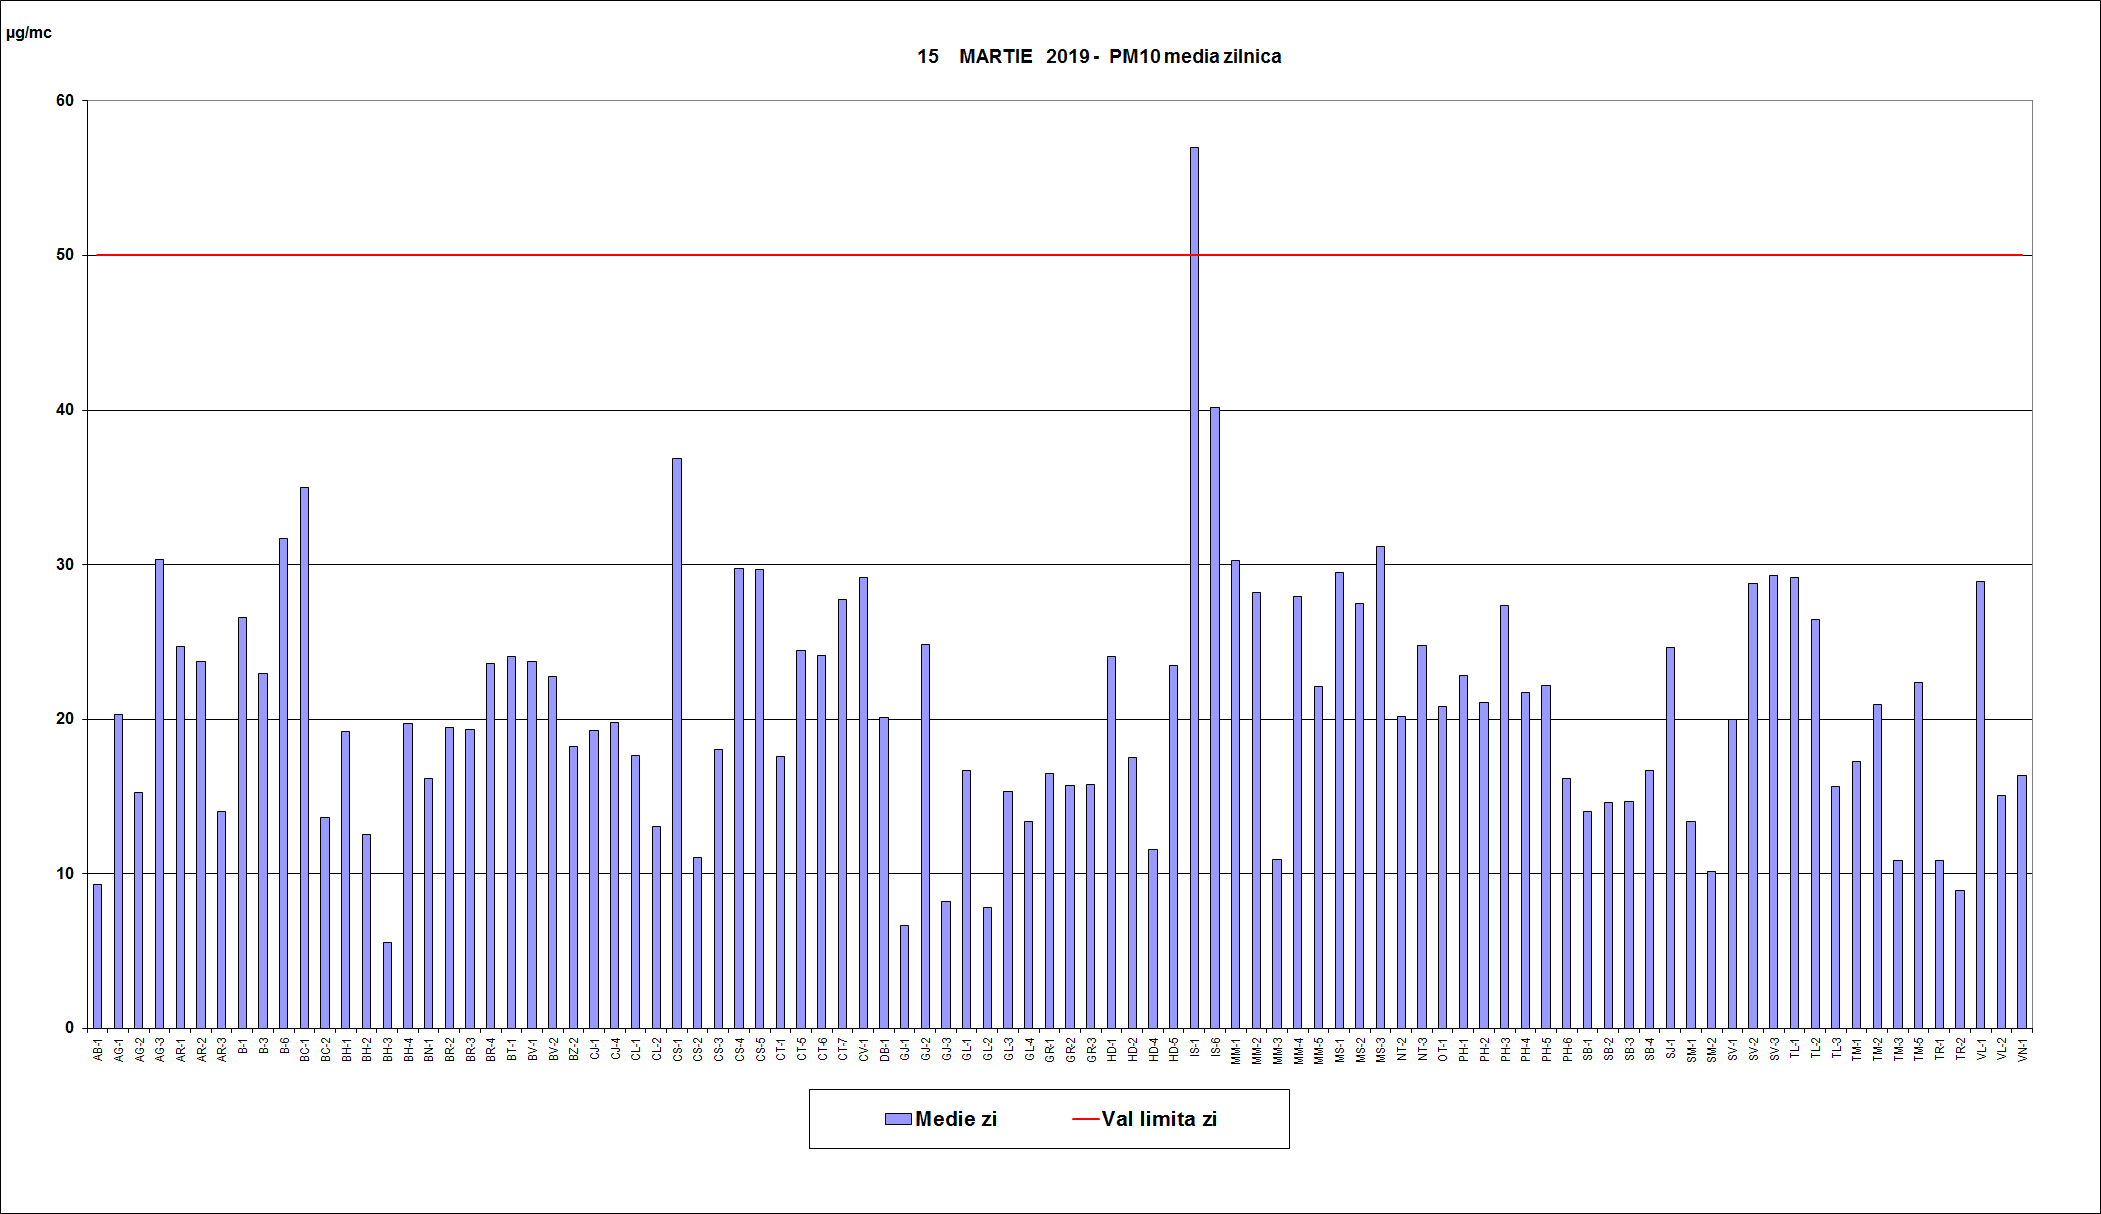 µg/mc
15 MARTIE 2019 - PM10 media zilnica
60
50
40
30
20
10
0
AB-1 AG-1 AG-2 AG-3 AR-1 AR-2 AR-3 B-1 B-3 B-6 BC-1 BC-2 BH-1 BH-2 BH-3 BH-4 BN-1 BR-2 BR-3 BR-4 BT-1 BV-1 BV-2 BZ-2 CJ-1 CJ-4 CL-1 CL-2 CS-1 CS-2 CS-3 CS-4 CS-5 CT-1 CT-5 CT-6 CT-7 CV-1 DB-1 GJ-1 GJ-2 GJ-3 GL-1 GL-2 GL-3 GL-4 GR-1 GR-2 GR-3 HD-1 HD-2 HD-4 HD-5 IS-1 IS-6 MM-1 MM-2 MM-3 MM-4 MM-5 MS-1 MS-2 MS-3 NT-2 NT-3 OT-1 PH-1 PH-2 PH-3 PH-4 PH-5 PH-6 SB-1 SB-2 SB-3 SB-4 SJ-1 SM-1 SM-2 SV-1 SV-2 SV-3 TL-1 TL-2 TL-3 TM-1 TM-2 TM-3 TM-5 TR-1 TR-2 VL-1 VL-2 VN-1
Medie zi Val limita zi